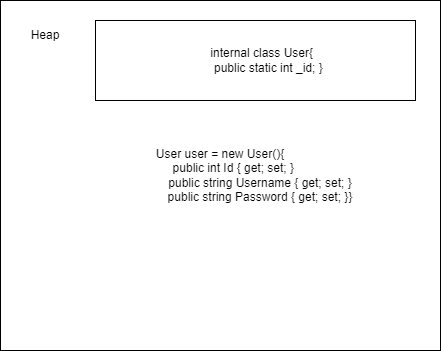 Heap
internal class User{
public static int _id; }
User user = new User(){
public int Id { get; set; }
public string Username { get; set; }
public string Password { get; set; }}